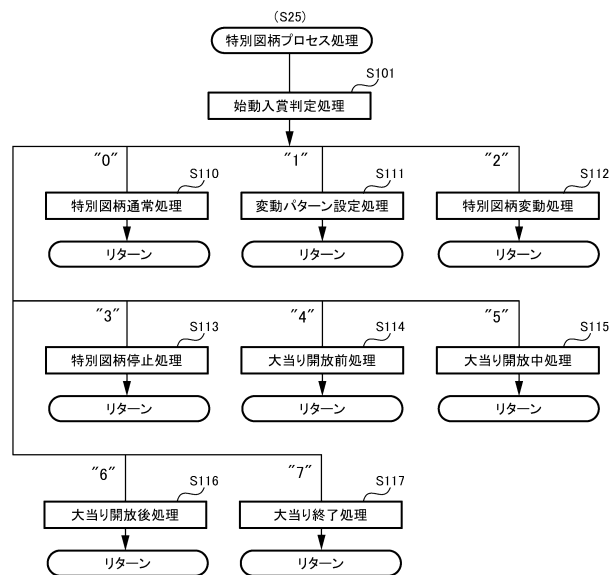 (S25)
特別図柄プロセス処理
S101
始動入賞判定処理
"0"
"1"
"2"
S110
S111
S112
特別図柄通常処理
変動パターン設定処理
特別図柄変動処理
リターン
リターン
リターン
"3"
"4"
"5"
S113
S114
S115
特別図柄停止処理
大当り開放前処理
大当り開放中処理
リターン
リターン
リターン
"6"
"7"
S116
S117
大当り開放後処理
大当り終了処理
リターン
リターン